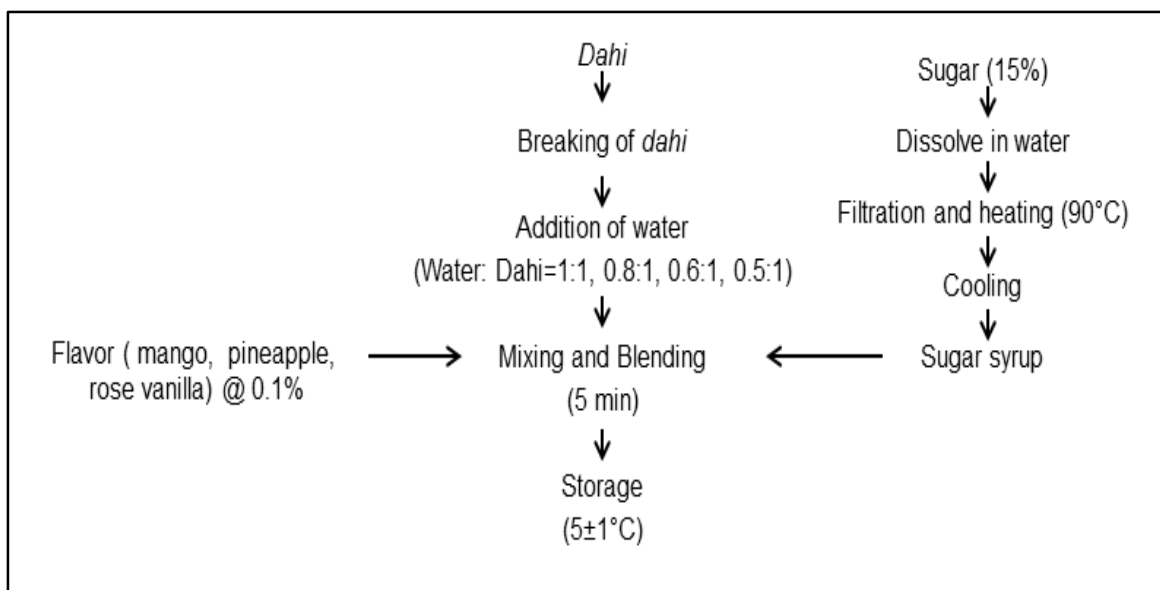 Dahi
Breaking of dahi
Addition of water
(Water: Dahi=1:1, 0.8:1, 0.6:1, 0.5:1)
Sugar (15%)
Dissolve in water
Filtration and heating (90°C)
Cooling
Sugar syrup
Flavor ( mango, pineapple,
rose vanilla) @ 0.1%
Mixing and Blending
(5 min)
Storage
(5±1°C)